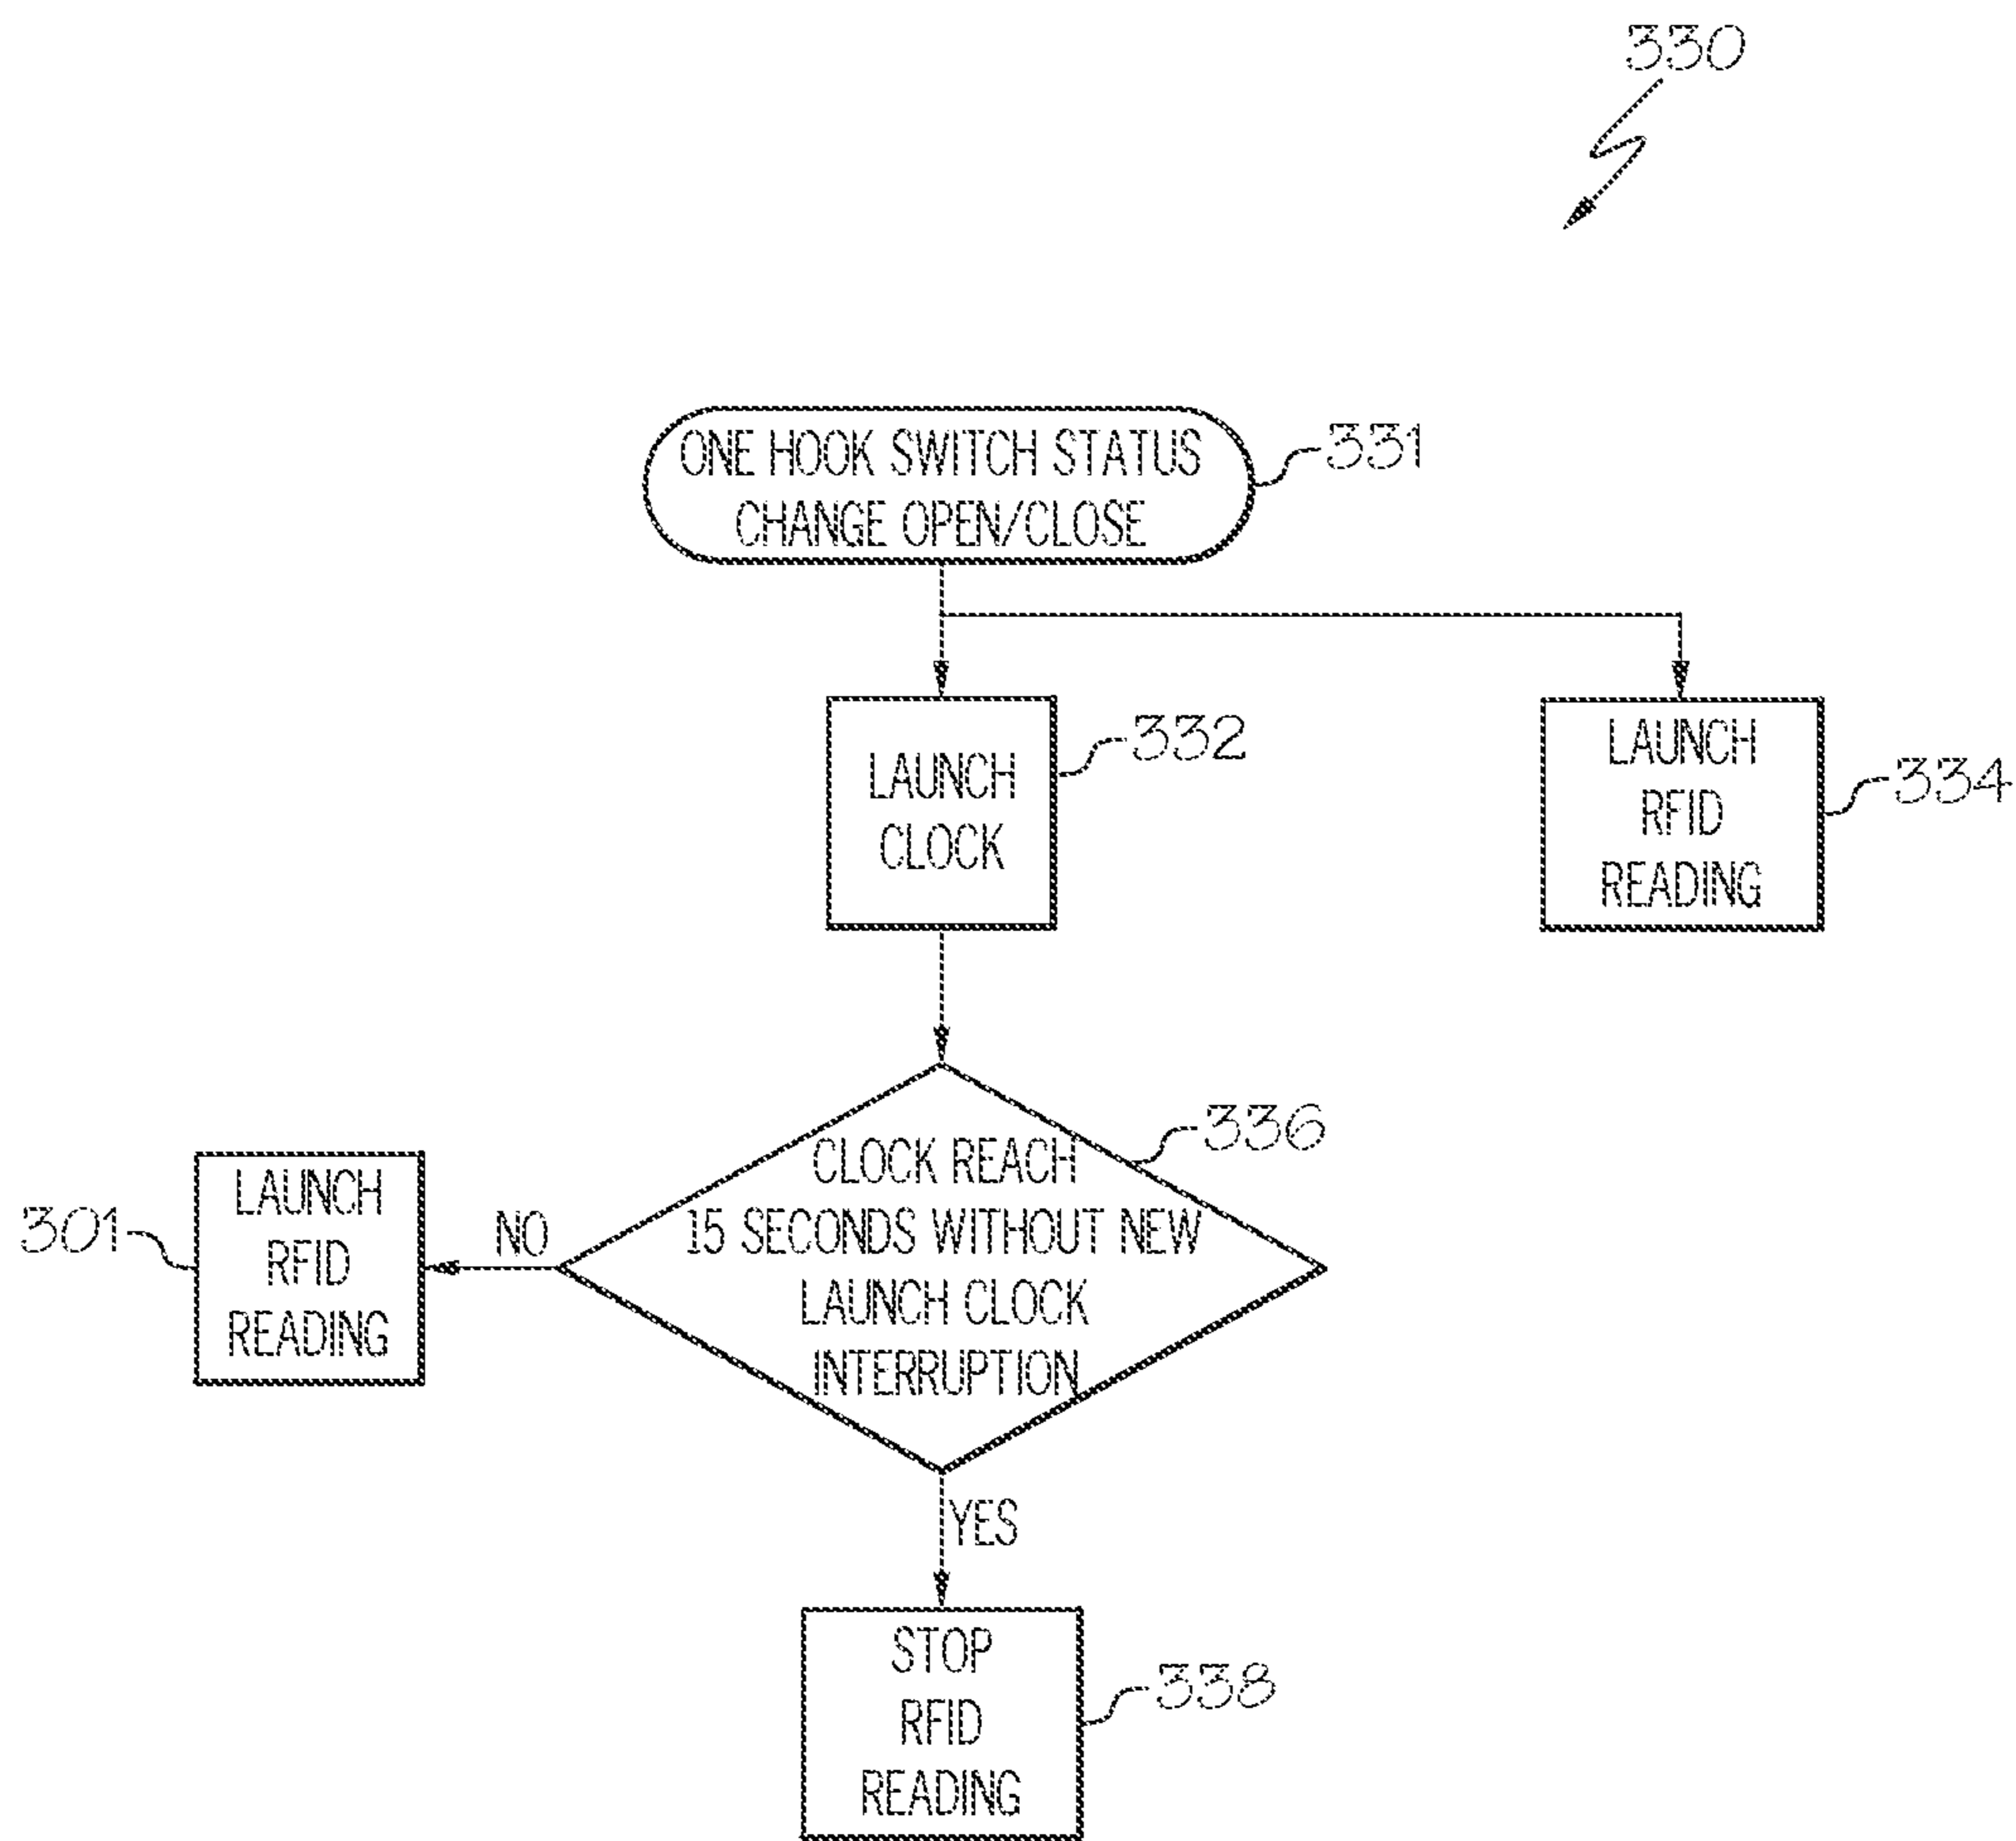 330
ONE HOOK SWITCH STATUS
CHANGE OPEN/CLOSE
331
LAUNCH
CLOCK
332
LAUNCH
RFID
READING
334
CLOCK REACH
15 SECONDS WITHOUT NEW
LAUNCH CLOCK
INTERRUPTION
336
NO
LAUNCH
RFID
READING
301
YES
STOP
RFID
READING
338